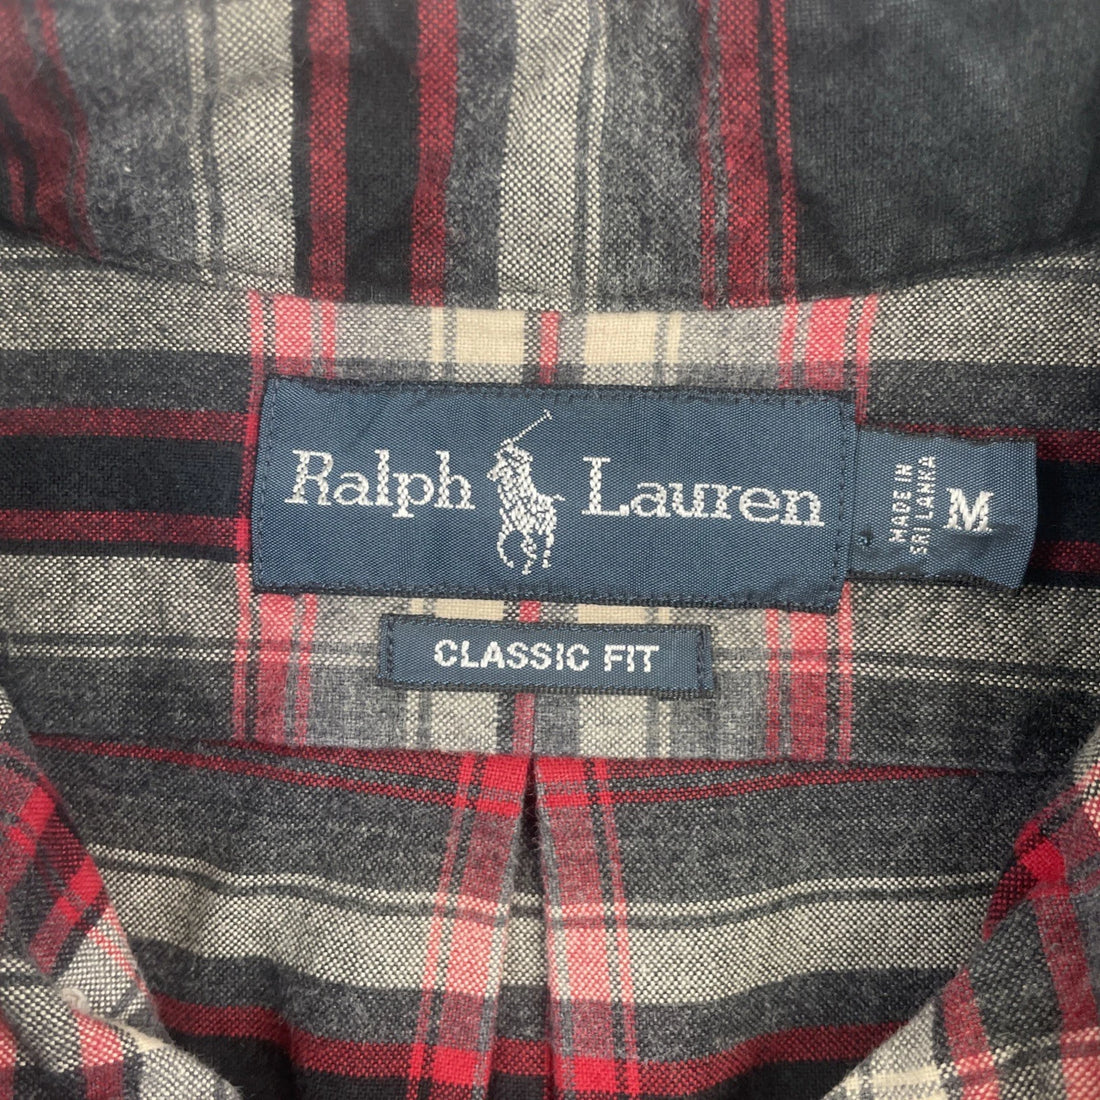 Ralph Lauren
MADE IN
SRI LANKA
M
CLASSIC FIT